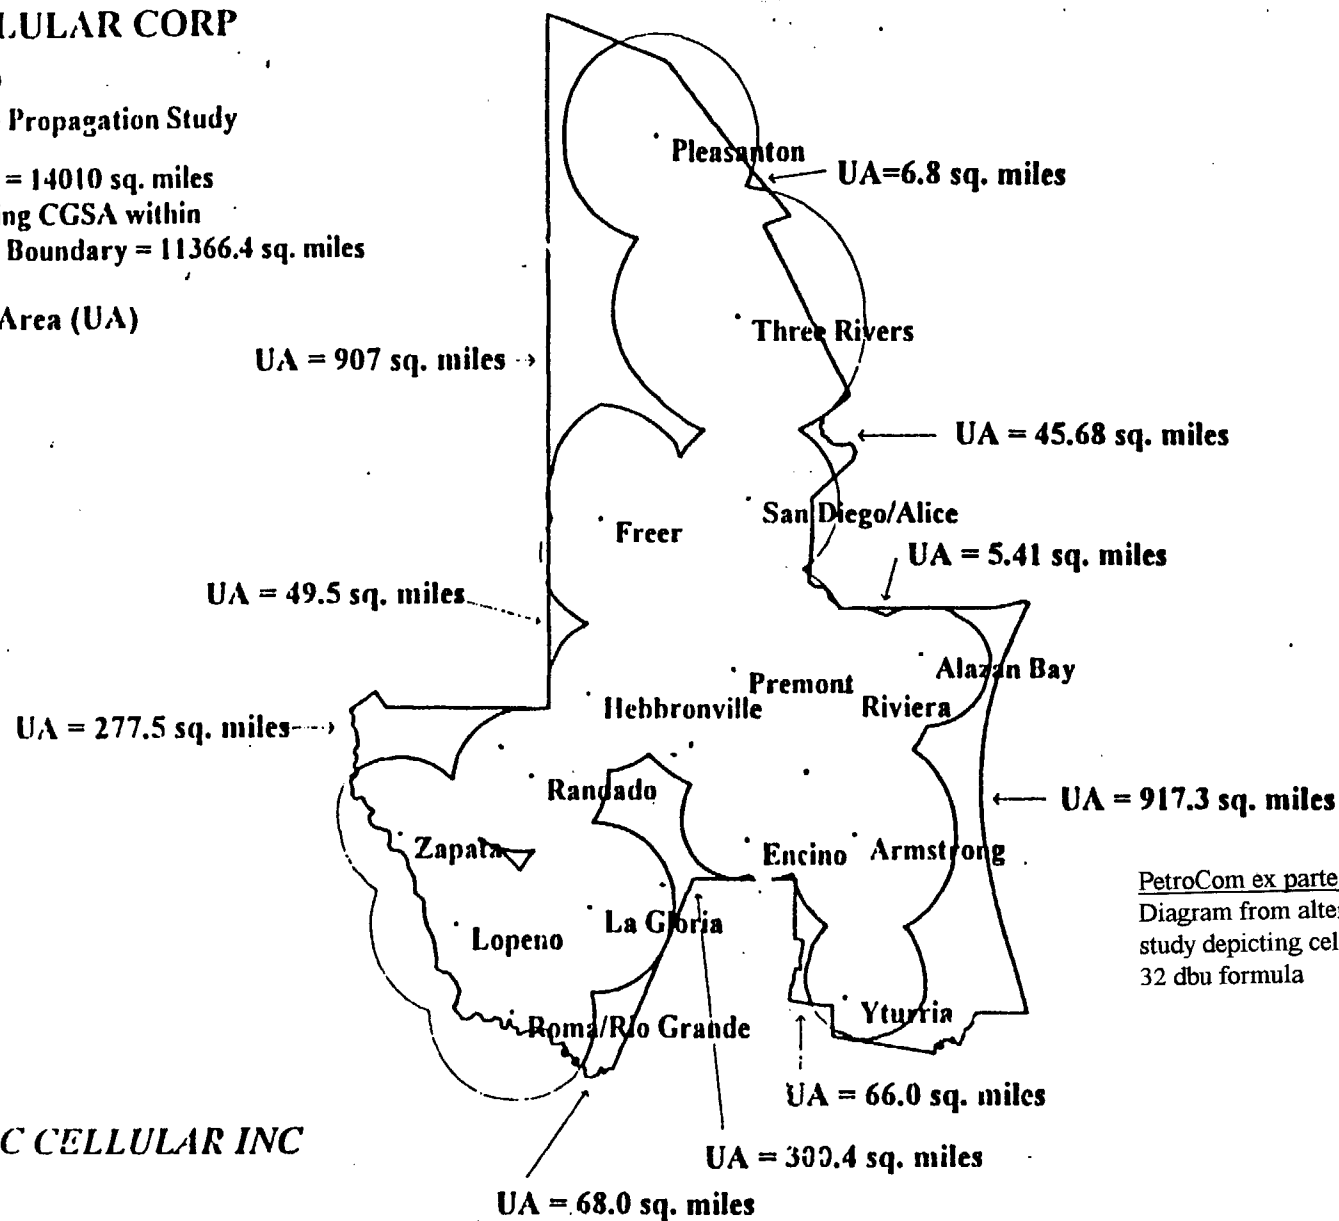 LULAR CORP
Propagation Study
= 14010 sq. miles
ng CGSA within
Boundary = 11366.4 sq. miles
Area (UA)
Pleasanton
UA=6.8 sq. miles
Three Rivers
UA = 907 sq. miles
UA = 45.68 sq. miles
San Diego/Alice
Freer
UA = 5.41 sq. miles
UA = 49.5 sq. miles
Alazan Bay
Premont
Hebbronville
Riviera
UA = 277.5 sq. miles
Randado
UA = 917.3 sq. miles
Zapata
Encino
Armstrong
PetroCom ex parte
Diagram from alter
study depicting cel
32 dbu formula
La Gloria
Lopeno
Yturria
Roma/Rio Grande
UA = 66.0 sq. miles
C CELLULAR INC
UA = 300.4 sq. miles
UA = 68.0 sq. miles